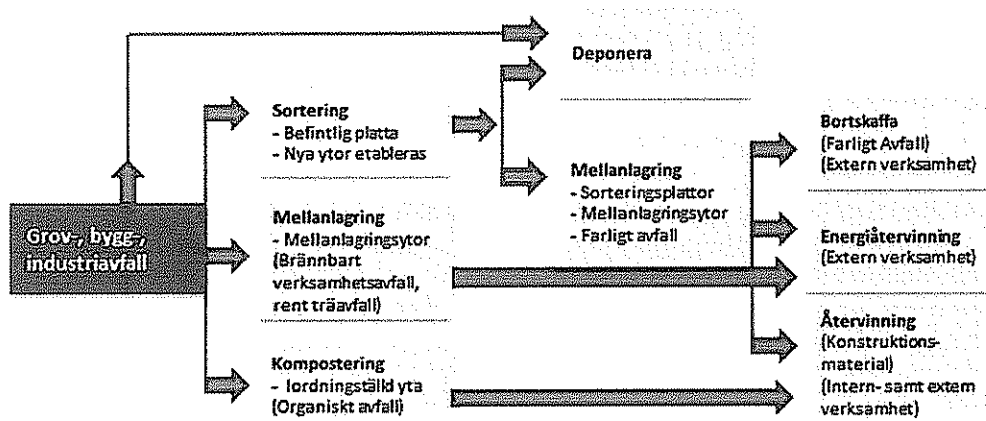 Deponera
Sortering
- Befintlig platta
- Nya ytor etableras
Bortskaffa
(Farligt Avfall)
(Extern verksamhet)
Mellanlagring
- Sorteringsplattor
- Mellanlagringsytor
- Farligt avfall
Grov-, bygg-,
industriavfall
Mellanlagring
- Mellanlagringsytor
(Brännbart
verksamhetsavfall,
rent träavfall)
Energiåtervinning
(Extern verksamhet)
Återvinning
(Konstruktions-
material)
(Intern- samt extern
verksamhet)
Kompostering
- Iordningställd yta
(Organiskt avfall)